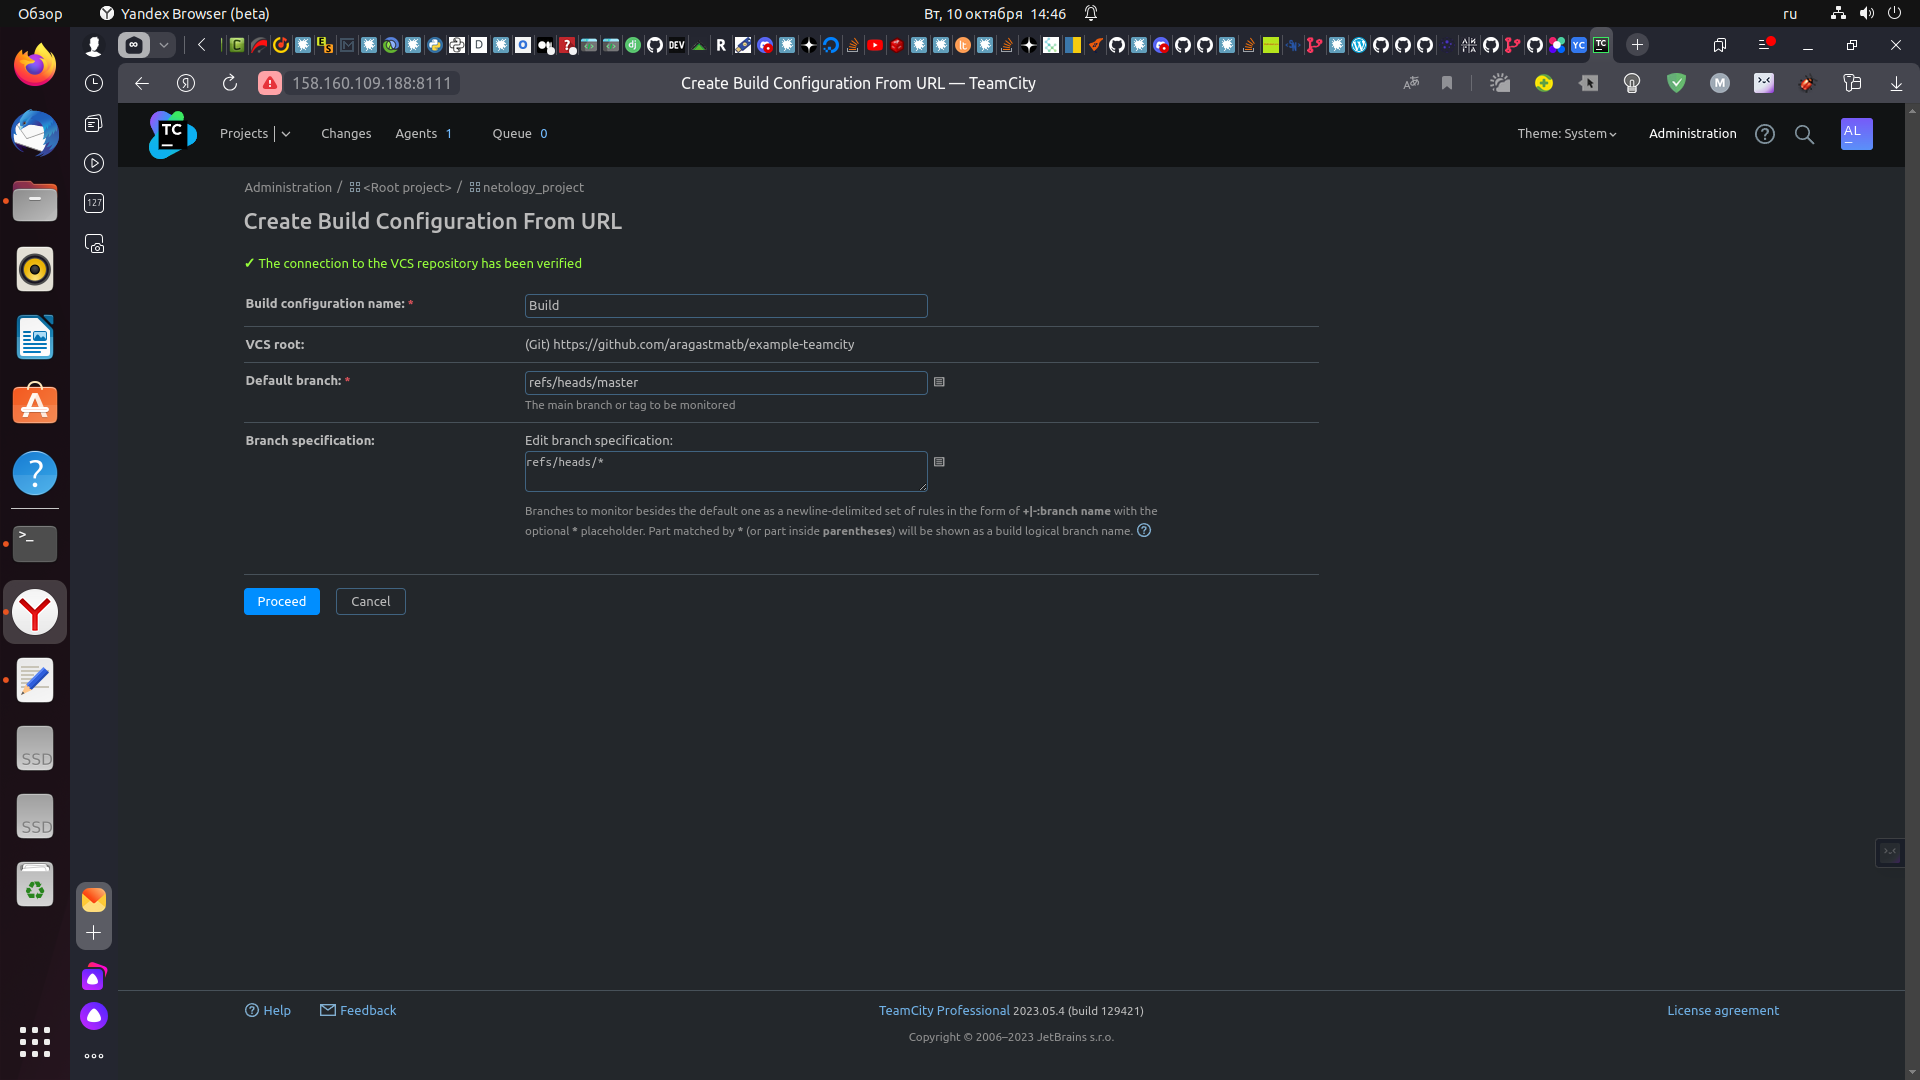 Обзор
Yandex Browser (beta)
Вт, 10 октября 14:46
ru
158.160.109.188:8111
Create Build Configuration From URL — TeamCity
127
TC
Projects
Changes
Agents 1
Queue 0
Theme: System
Administration
AL
Administration / <Root project> / netology_project
Create Build Configuration From URL
✓ The connection to the VCS repository has been verified
Build configuration name: *
Build
VCS root:
(Git) https://github.com/aragastmatb/example-teamcity
Default branch: *
refs/heads/master
The main branch or tag to be monitored
Branch specification:
Edit branch specification:
refs/heads/*
Branches to monitor besides the default one as a newline-delimited set of rules in the form of +|-:branch name with the
optional * placeholder. Part matched by * (or part inside parentheses) will be shown as a build logical branch name.
Proceed
Cancel
SSD
SSD
Help
Feedback
TeamCity Professional 2023.05.4 (build 129421)
License agreement
Copyright © 2006–2023 JetBrains s.r.o.